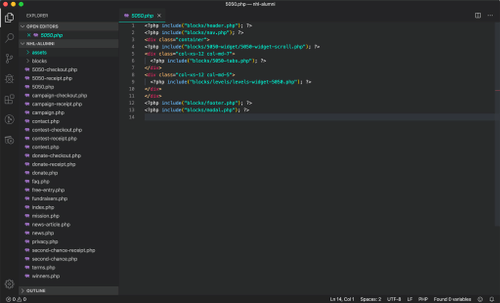 5050.php — nhl-alumni
EXPLORER
OPEN EDITORS
5050.php
NHL-ALUMNI
assets
blocks
5050-checkout.php
5050-receipt.php
5050.php
campaign-checkout.php
campaign-receipt.php
campaign.php
contact.php
contest-checkout.php
contest-receipt.php
contest.php
donate-checkout.php
donate-receipt.php
donate.php
faq.php
free-entry.php
fundraisers.php
index.php
mission.php
news-article.php
news.php
privacy.php
second-chance-receipt.php
second-chance.php
terms.php
winners.php
OUTLINE
0 0
5050.php
1 <?php include("blocks/header.php"); ?>
2 <?php include("blocks/nav.php"); ?>
3 <div class="container">
4 <?php include("blocks/5050-widget/5050-widget-scroll.php"); ?>
5 <div class="col-xs-12 col-md-7">
6 <?php include("blocks/5050-tabs.php"); ?>
7 </div>
8 <div class="col-xs-12 col-md-5">
9 <?php include("blocks/levels/levels-widget-5050.php"); ?>
10 </div>
11 </div>
12 <?php include("blocks/footer.php"); ?>
13 <?php include("blocks/modal.php"); ?>
14
Ln 14, Col 1 Spaces: 2 UTF-8 LF PHP Found 0 variables